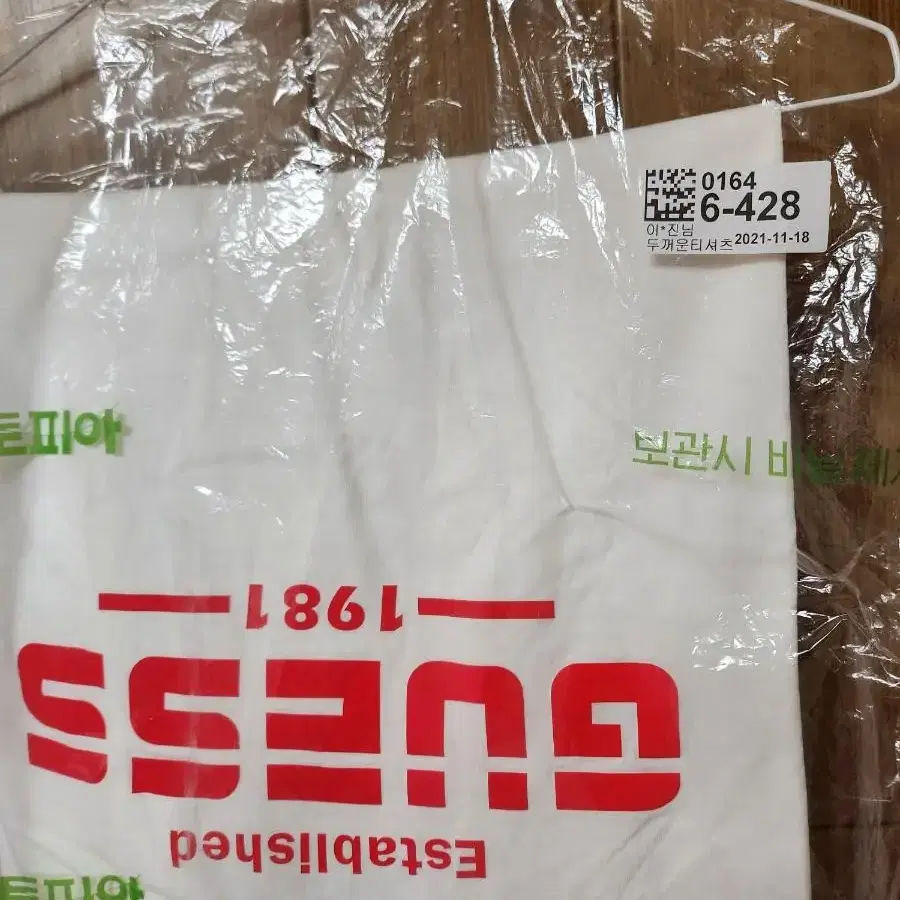 0164
6-428
이*진님
두꺼운티셔츠 2021-11-18
트피아
보관시 비닐 제거
1981
GUESS
Established
트피아